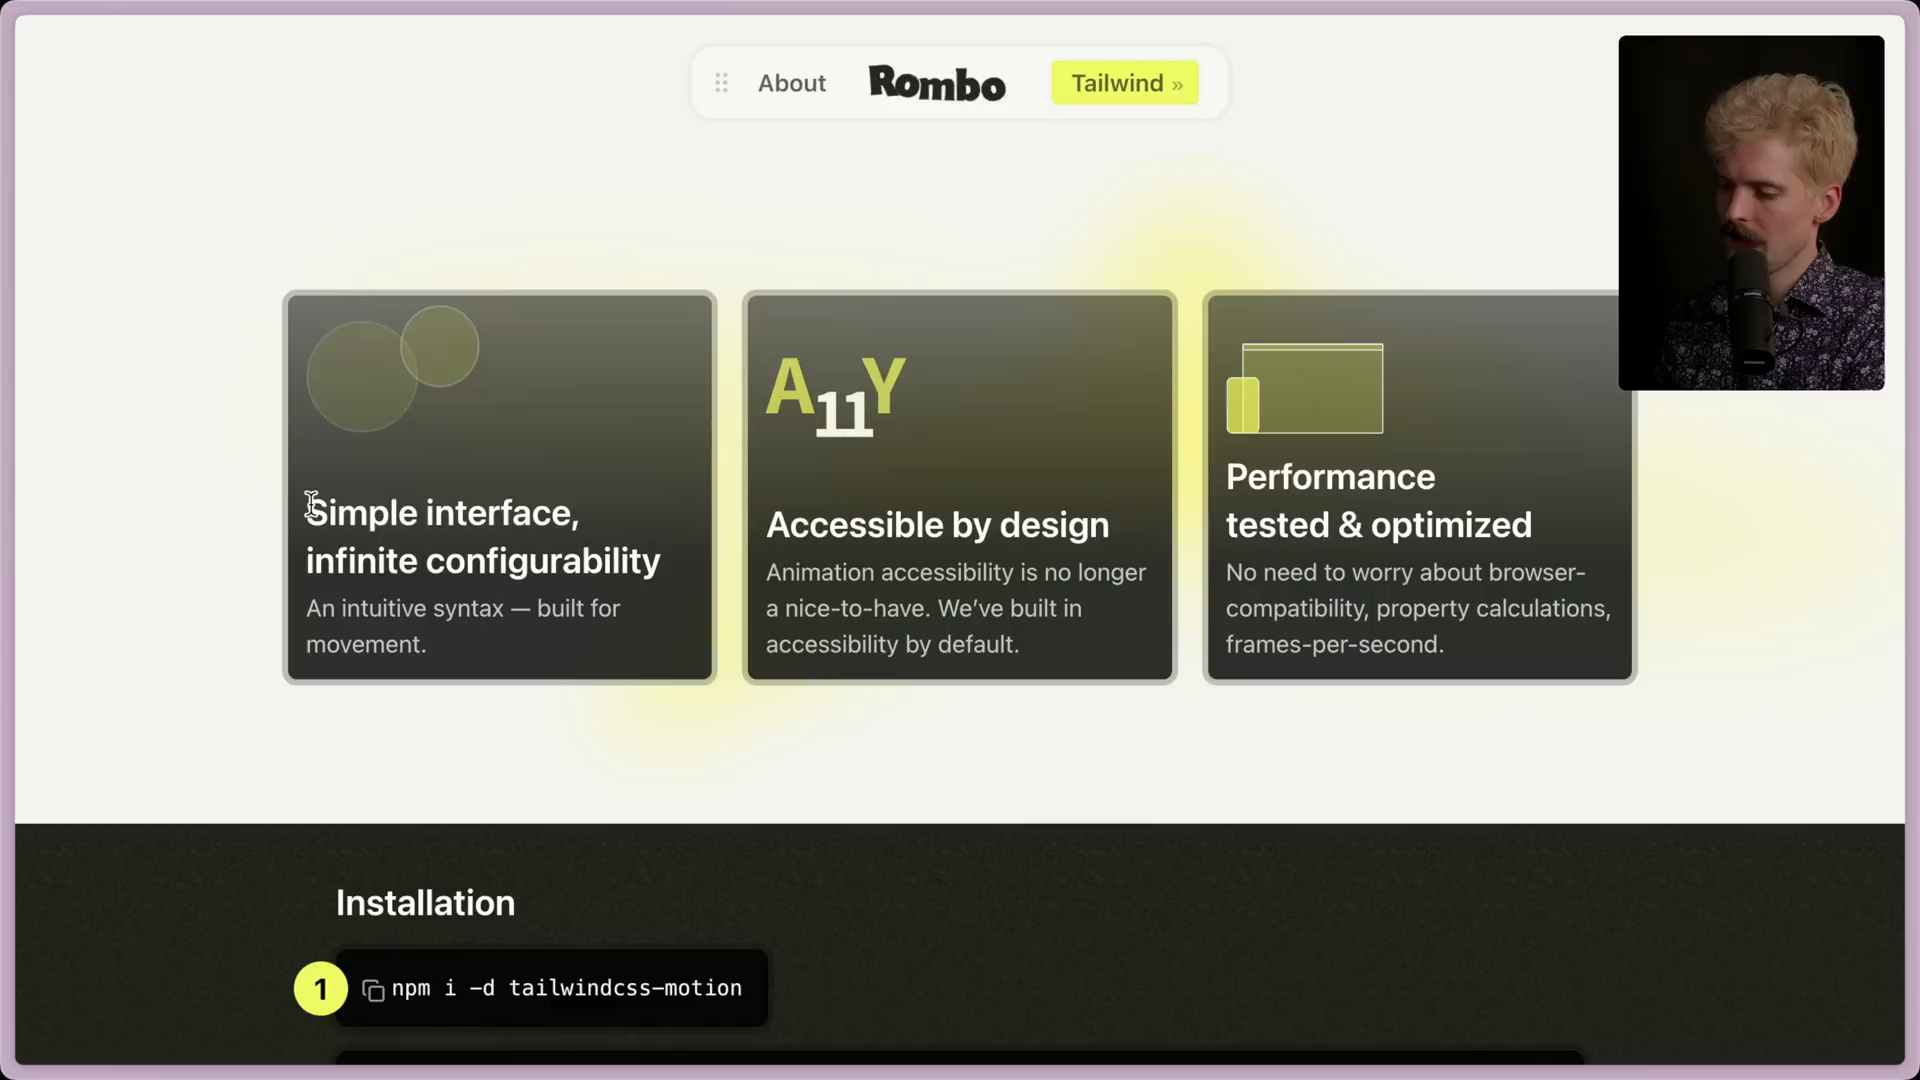 About
Rombo
Tailwind »
A11Y
Simple interface,
infinite configurability
An intuitive syntax — built for
movement.
Accessible by design
Animation accessibility is no longer
a nice-to-have. We’ve built in
accessibility by default.
Performance
tested & optimized
No need to worry about browser-
compatibility, property calculations,
frames-per-second.
Installation
1
npm i -d tailwindcss-motion